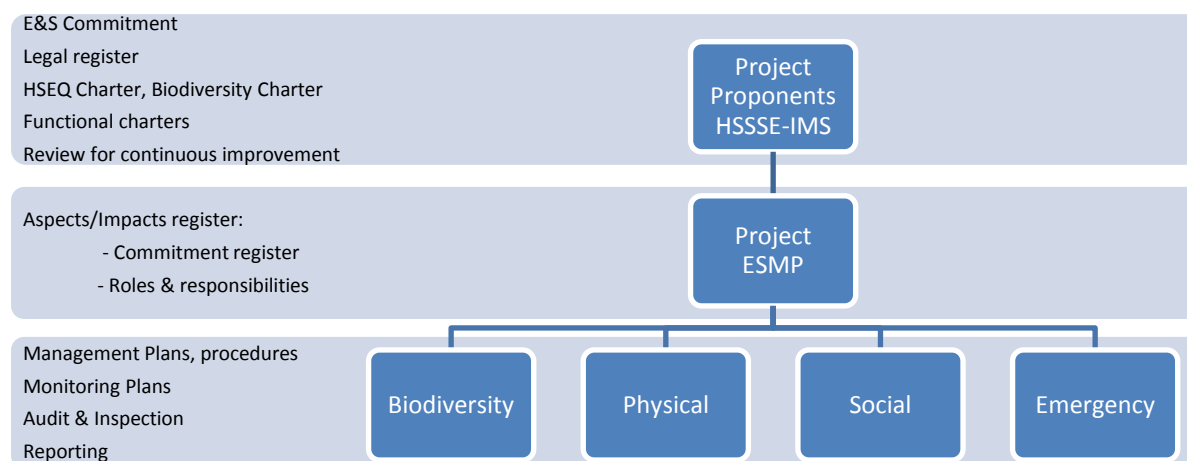 E&S Commitment
Legal register
HSEQ Charter, Biodiversity Charter
Functional charters
Review for continuous improvement
Project
Proponents
HSSSE-IMS
Aspects/Impacts register:
- Commitment register
- Roles & responsibilities
Project
ESMP
Management Plans, procedures
Monitoring Plans
Audit & Inspection
Reporting
Biodiversity
Physical
Social
Emergency